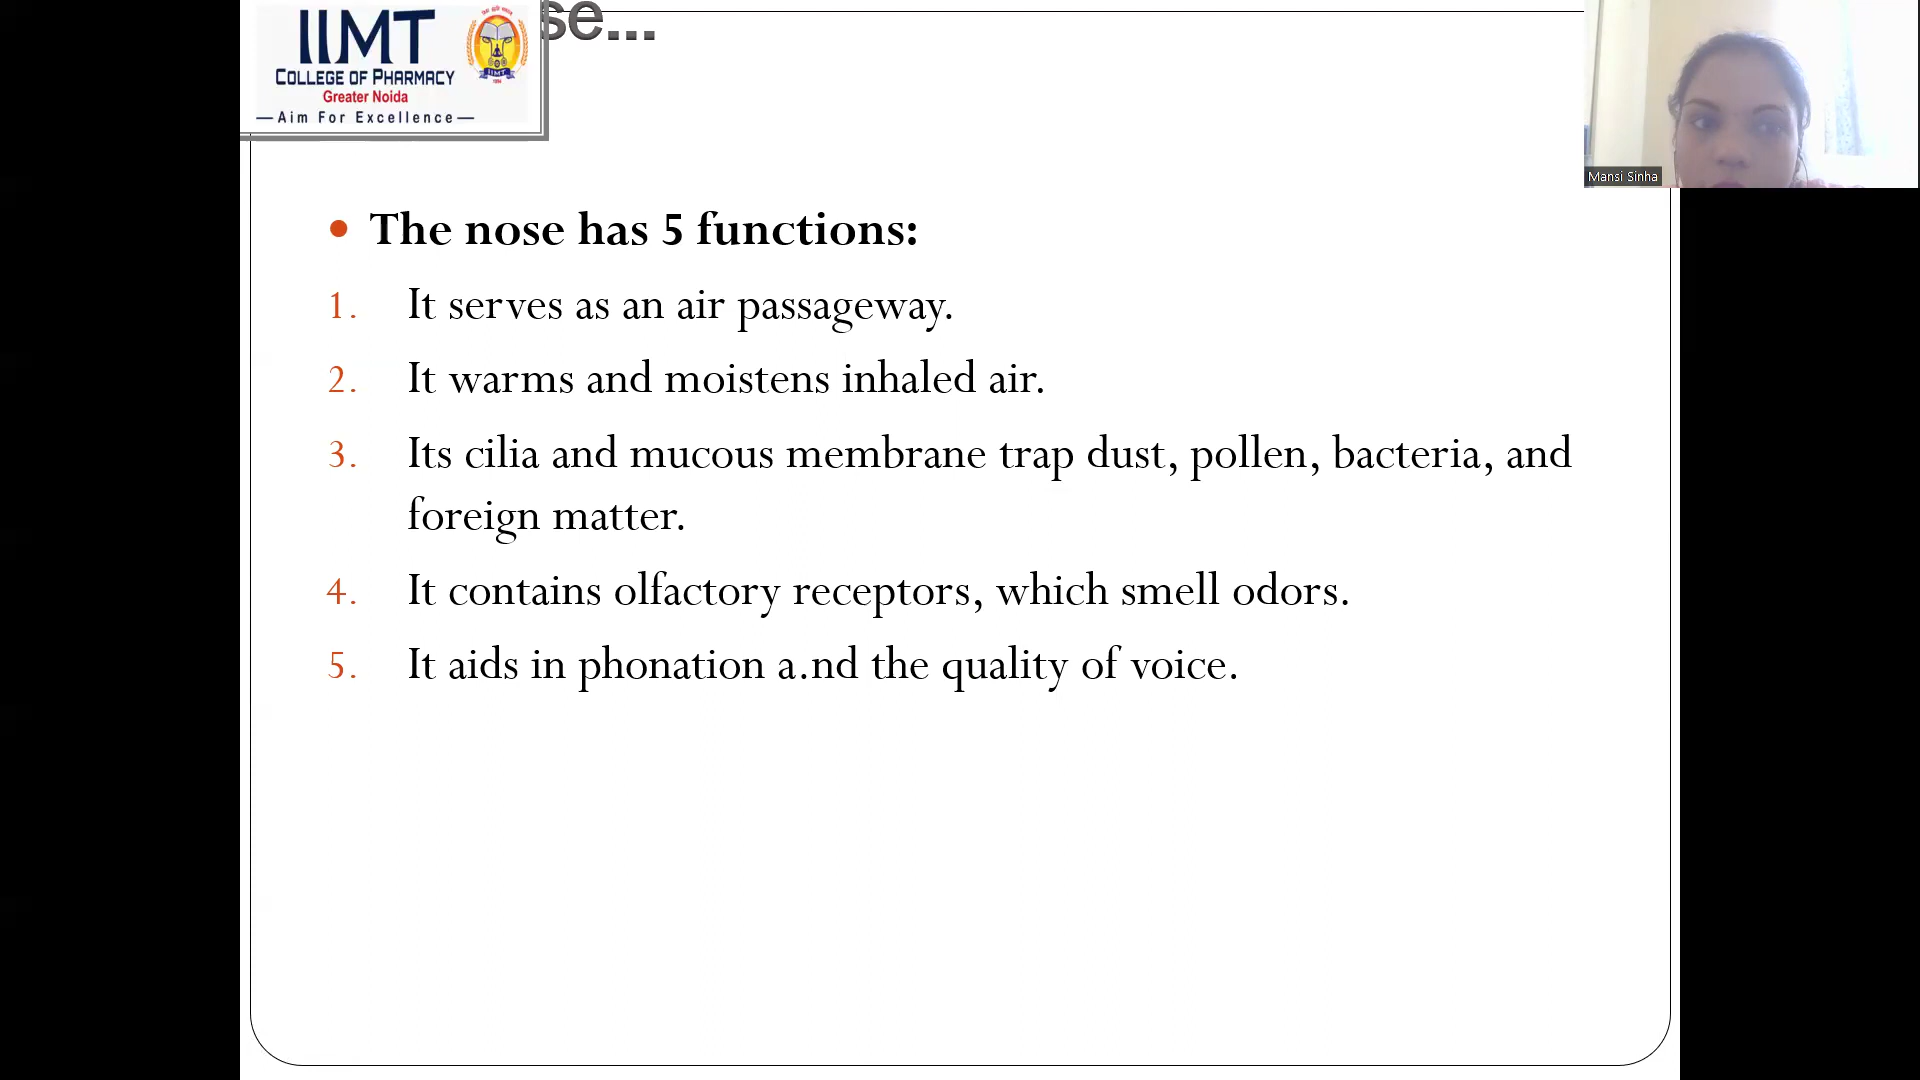 se...
IIMT
COLLEGE OF PHARMACY
Greater Noida
—Aim For Excellence—
IIMT
Mansi Sinha
• The nose has 5 functions:
1. It serves as an air passageway.
2. It warms and moistens inhaled air.
3. Its cilia and mucous membrane trap dust, pollen, bacteria, and
foreign matter.
4. It contains olfactory receptors, which smell odors.
5. It aids in phonation a.nd the quality of voice.